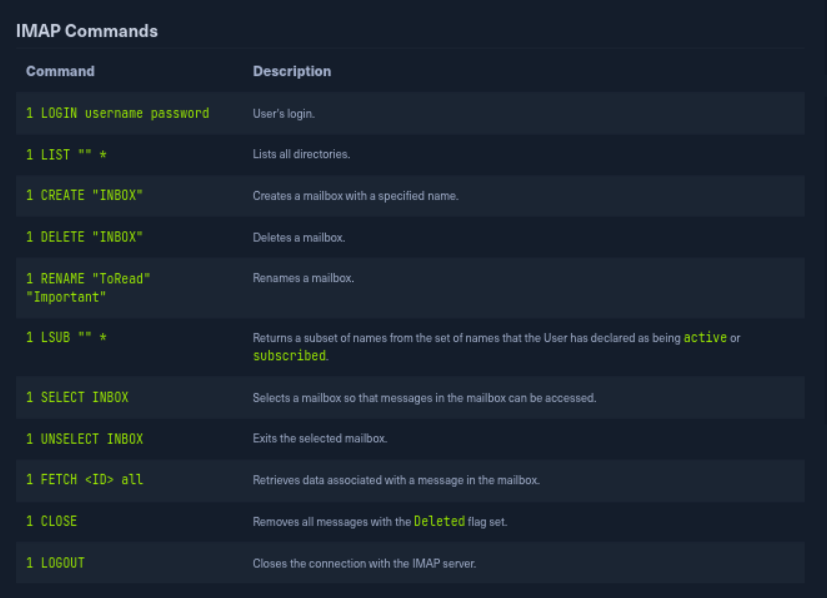 IMAP Commands
Command Description
1 LOGIN username password User's login.
1 LIST "" * Lists all directories.
1 CREATE "INBOX" Creates a mailbox with a specified name.
1 DELETE "INBOX" Deletes a mailbox.
1 RENAME "ToRead" Renames a mailbox.
"Important"
1 LSUB "" * Returns a subset of names from the set of names that the User has declared as being active or
subscribed.
1 SELECT INBOX Selects a mailbox so that messages in the mailbox can be accessed.
1 UNSELECT INBOX Exits the selected mailbox.
1 FETCH <ID> all Retrieves data associated with a message in the mailbox.
1 CLOSE Removes all messages with the Deleted flag set.
1 LOGOUT Closes the connection with the IMAP server.